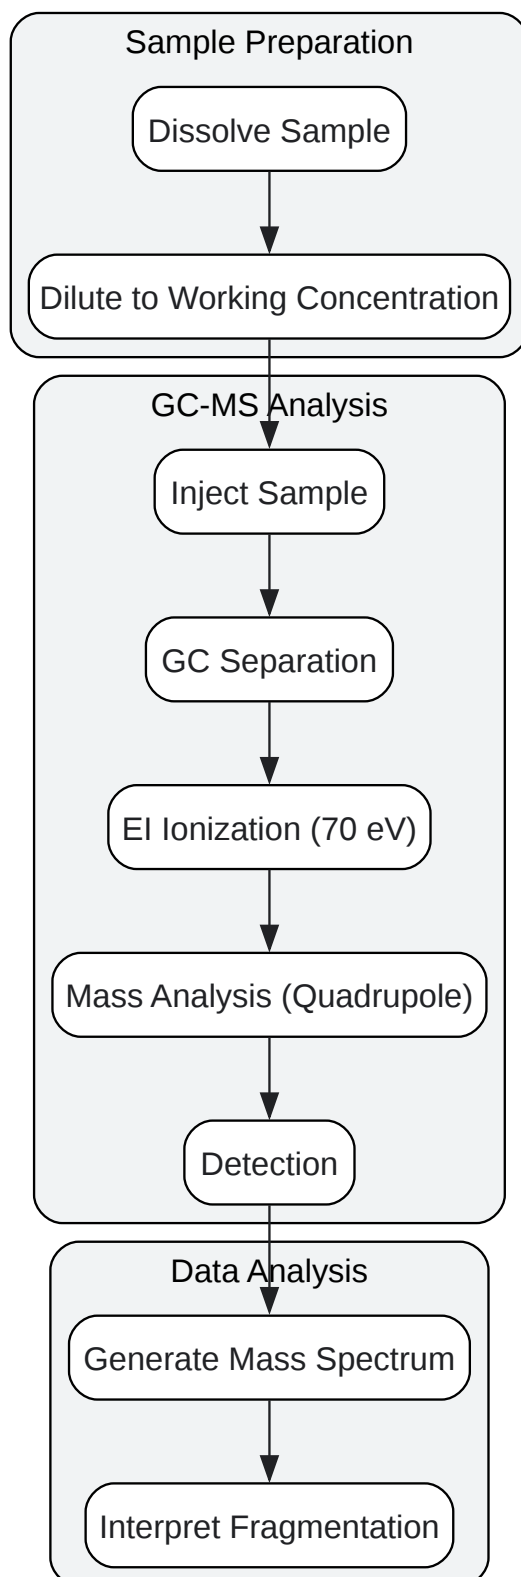 Sample Preparation
Dissolve Sample
Dilute to Working Concentration
GC-MS Analysis
Inject Sample
GC Separation
EI Ionization (70 eV)
Mass Analysis (Quadrupole)
Detection
Data Analysis
Generate Mass Spectrum
Interpret Fragmentation